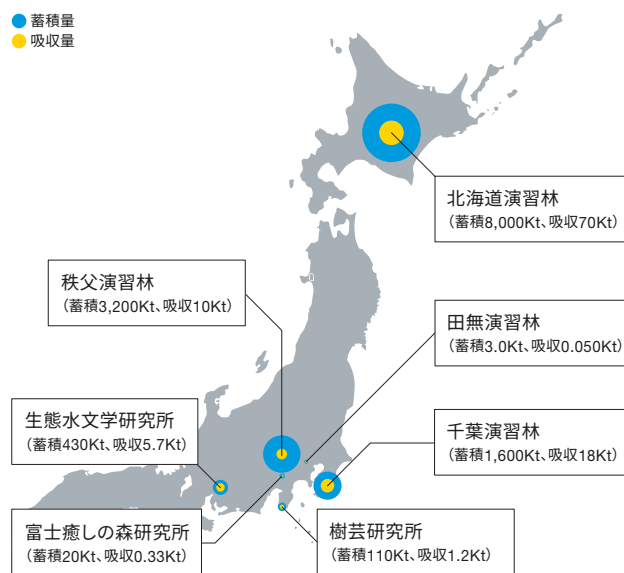 蓄積量
吸収量
北海道演習林
(蓄積8,000Kt、吸収70Kt)
秩父演習林
(蓄積3,200Kt、吸収10Kt)
田無演習林
(蓄積3.0Kt、吸収0.050Kt)
生態水文学研究所
(蓄積430Kt、吸収5.7Kt)
千葉演習林
(蓄積1,600Kt、吸収18Kt)
富士癒しの森研究所
(蓄積20Kt、吸収0.33Kt)
樹芸研究所
(蓄積110Kt、吸収1.2Kt)